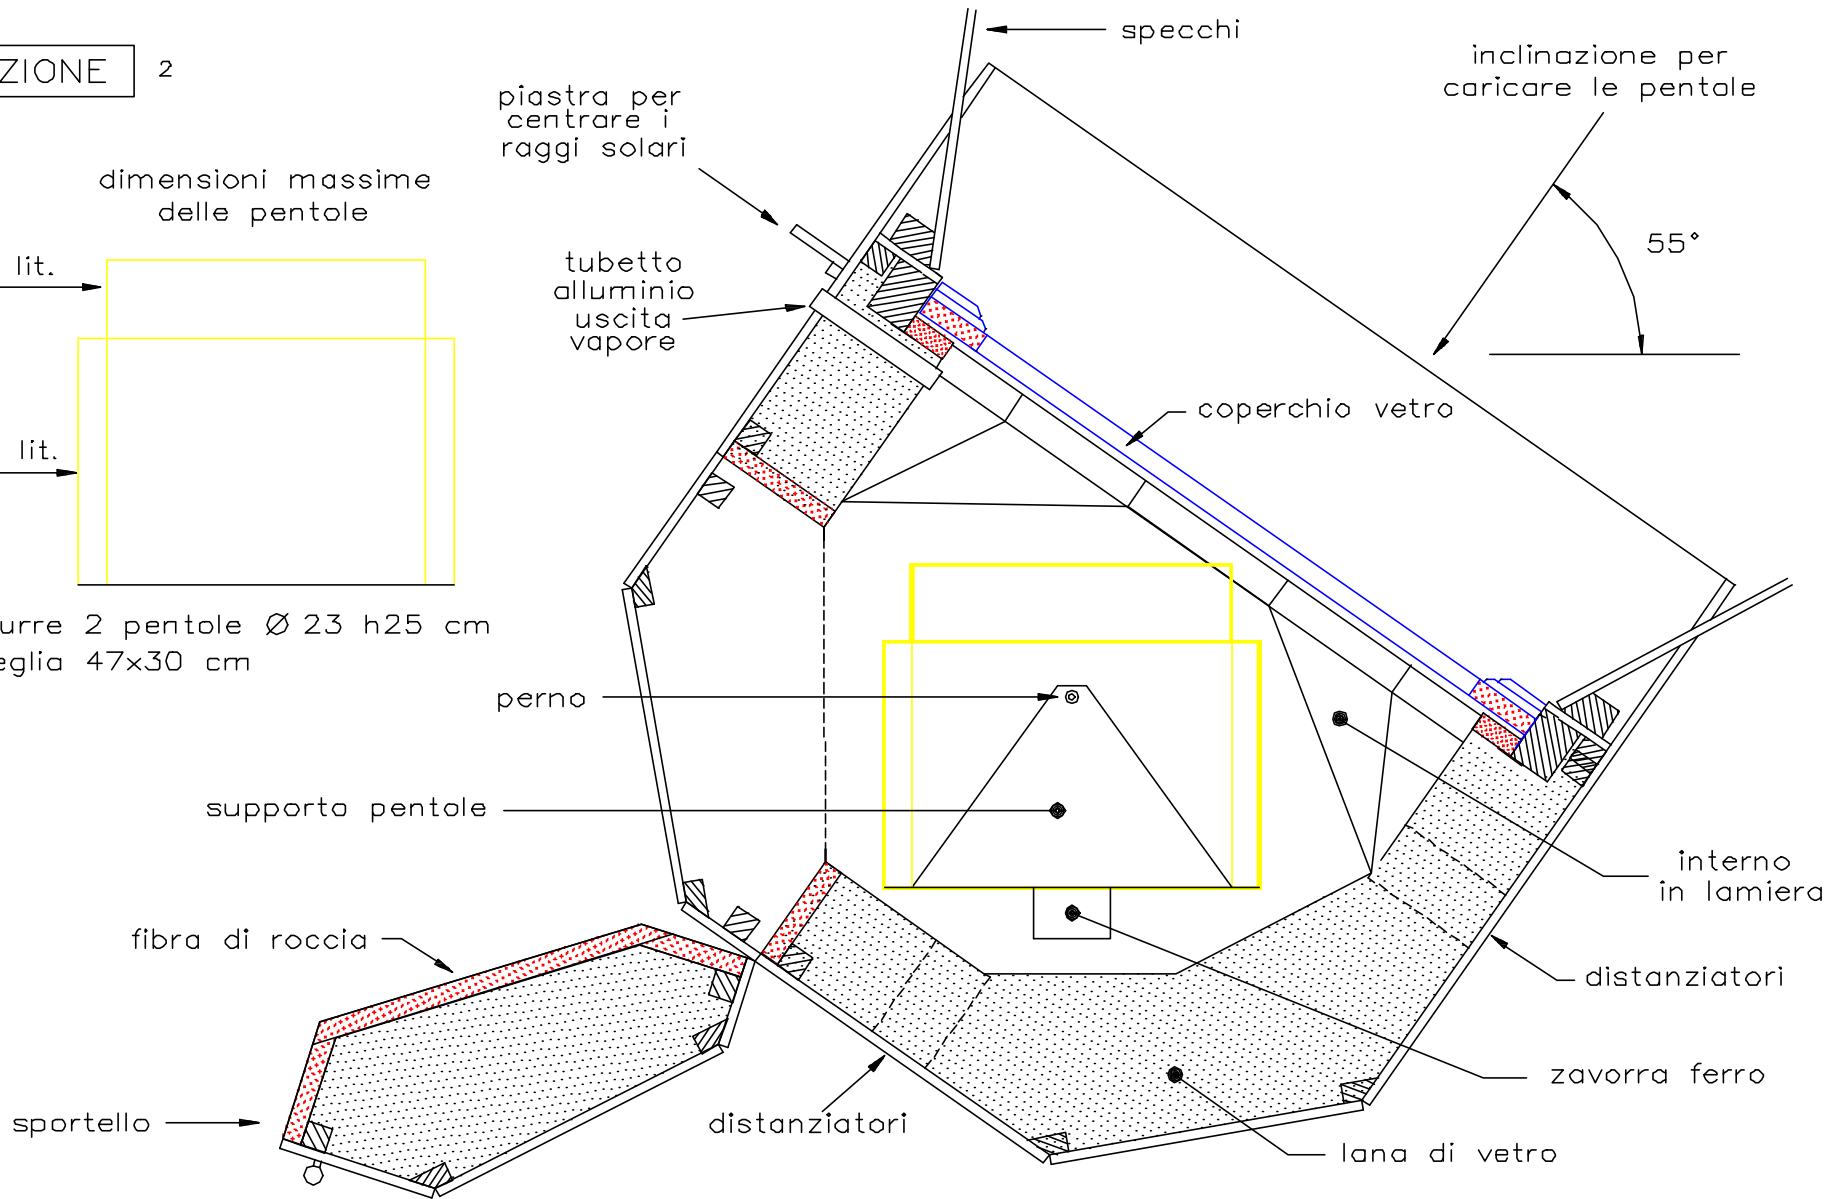 ZIONE 2
specchi
inclinazione per
caricare le pentole
piastra per
centrare i
raggi solari
dimensioni massime
delle pentole
55°
lit.
tubetto
alluminio
uscita
vapore
coperchio vetro
lit.
urre 2 pentole Ø 23 h25 cm
eglia 47x30 cm
perno
supporto pentole
interno
in lamiera
fibra di roccia
distanziatori
zavorra ferro
sportello
distanziatori
lana di vetro